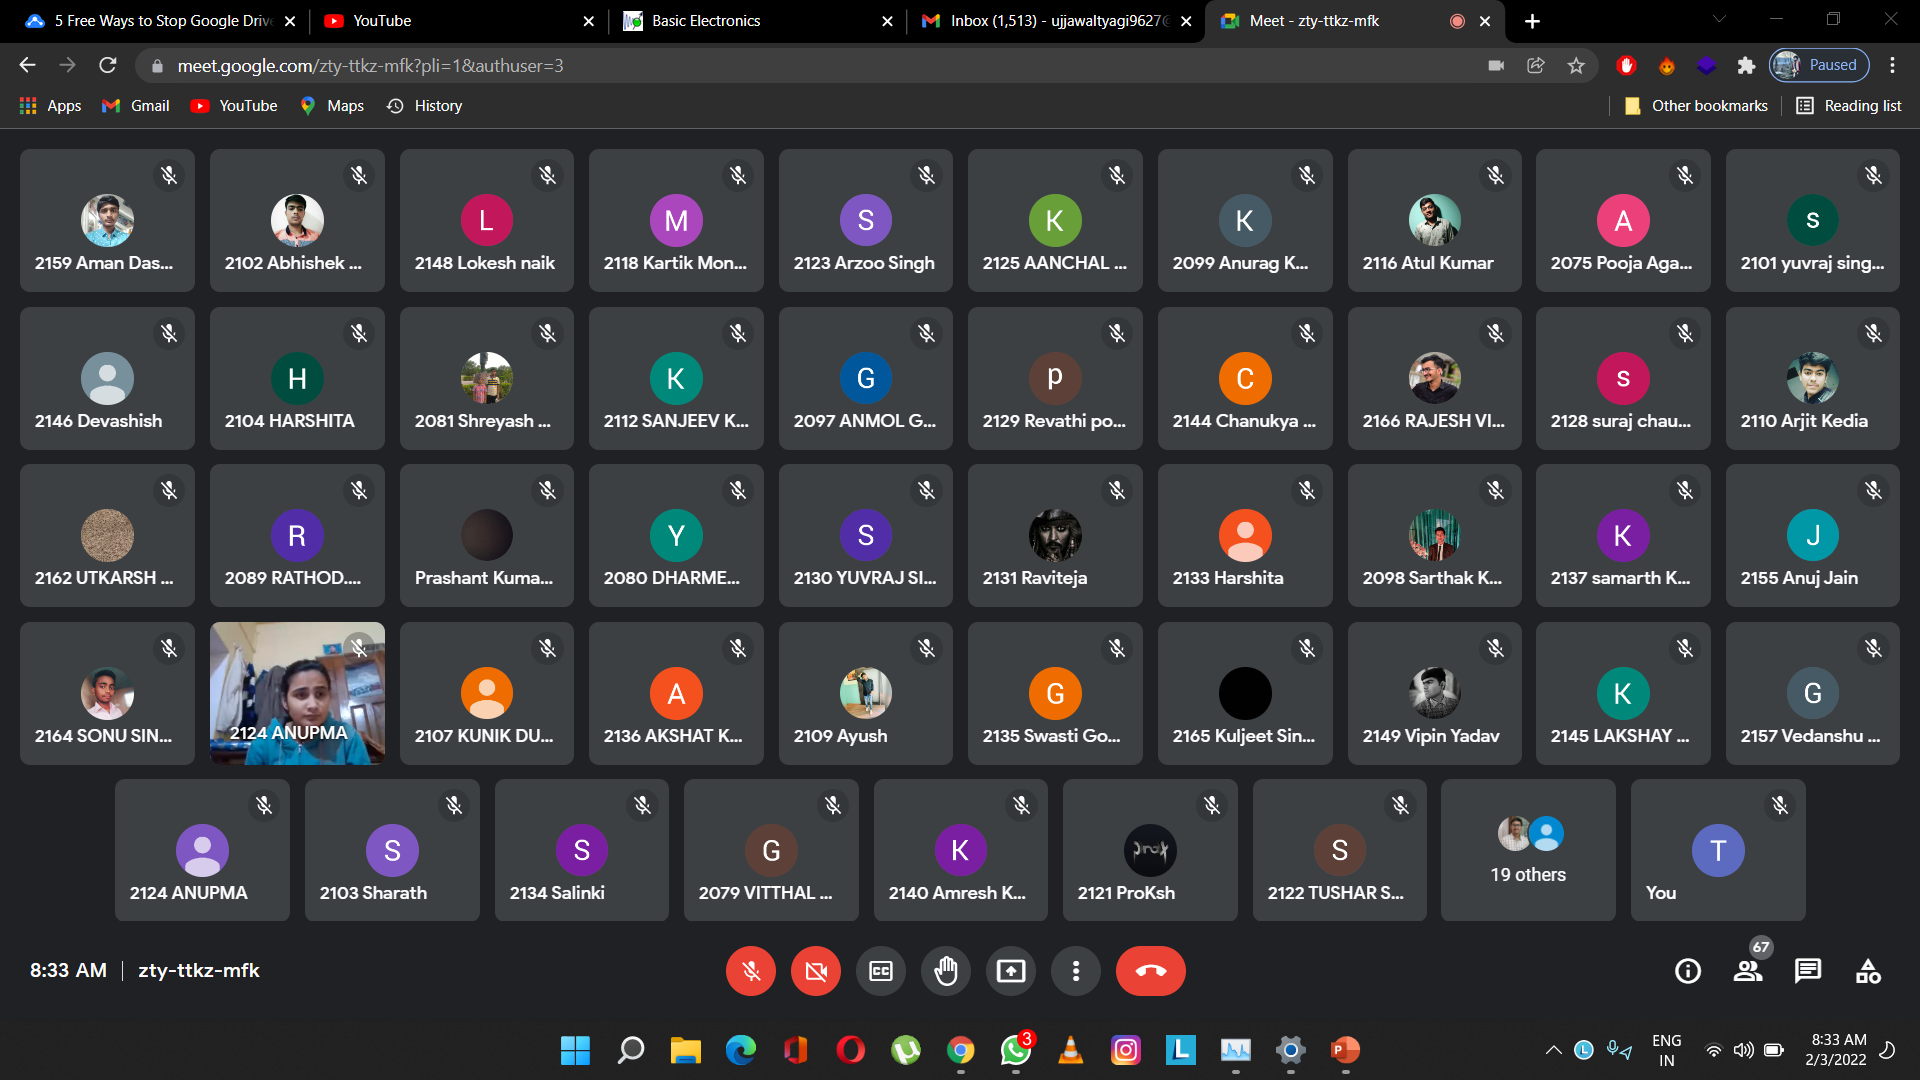 5 Free Ways to Stop Google Drive
YouTube
Basic Electronics
Inbox (1,513) - ujjawaltyagi9627@
Meet - zty-ttkz-mfk
meet.google.com/zty-ttkz-mfk?pli=1&authuser=3
Paused
Apps
Gmail
YouTube
Maps
History
Other bookmarks
Reading list
2159 Aman Das...
2102 Abhishek ...
L
2148 Lokesh naik
M
2118 Kartik Mon...
S
2123 Arzoo Singh
K
2125 AANCHAL ...
K
2099 Anurag K...
2116 Atul Kumar
A
2075 Pooja Aga...
s
2101 yuvraj sing...
2146 Devashish
H
2104 HARSHITA
2081 Shreyash ...
K
2112 SANJEEV K...
G
2097 ANMOL G...
p
2129 Revathi po...
C
2144 Chanukya ...
2166 RAJESH VI...
s
2128 suraj chau...
2110 Arjit Kedia
2162 UTKARSH ...
R
2089 RATHOD....
Prashant Kuma...
Y
2080 DHARME...
S
2130 YUVRAJ SI...
2131 Raviteja
2133 Harshita
2098 Sarthak K...
K
2137 samarth K...
J
2155 Anuj Jain
2164 SONU SIN...
2124 ANUPMA
2107 KUNIK DU...
A
2136 AKSHAT K...
2109 Ayush
G
2135 Swasti Go...
2165 Kuljeet Sin...
2149 Vipin Yadav
K
2145 LAKSHAY ...
G
2157 Vedanshu ...
2124 ANUPMA
S
2103 Sharath
S
2134 Salinki
G
2079 VITTHAL ...
K
2140 Amresh K...
prox
2121 ProKsh
S
2122 TUSHAR S...
19 others
T
You
8:33 AM | zty-ttkz-mfk
CC
67
3
L
P
L
ENG
IN
8:33 AM
2/3/2022